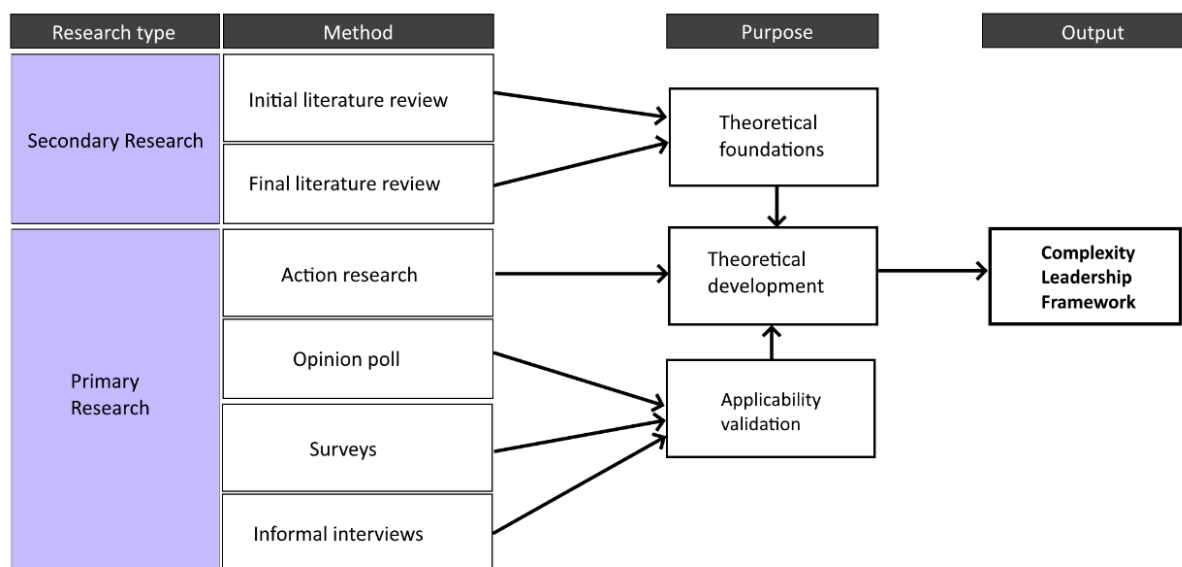 Research type
Method
Purpose
Output
Secondary Research
Initial literature review
Final literature review
Theoretical
foundations
Primary
Research
Action research
Opinion poll
Surveys
Informal interviews
Theoretical
development
Applicability
validation
Complexity
Leadership
Framework